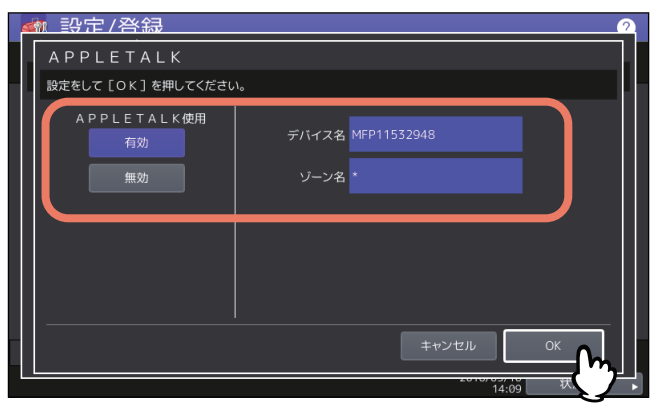 設定/登録
?
APPLETALK
設定をして［OK］を押してください。
APPLETALK使用
有効
無効
デバイス名 MFP11532948
ゾーン名 *
キャンセル
OK
14:09